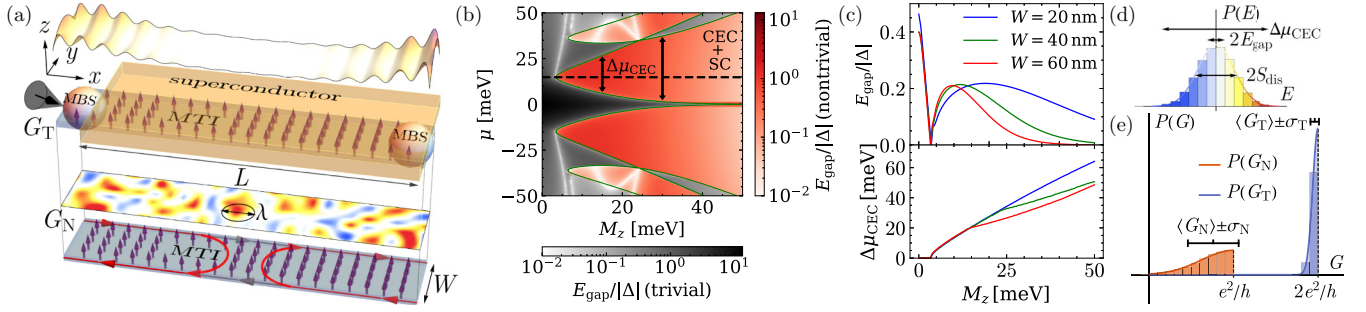 (a)
z
y
x
superconductor
MBS
MTI
MBS
G_T
L
λ
G_N
MTI
W
(b)
μ [meV]
50
25
0
−25
−50
0
20
40
M_z [meV]
Δμ_CEC
CEC
+
SC
10^1
10^0
10^−1
10^−2
E_gap/|Δ| (nontrivial)
10^−2
10^−1
10^0
10^1
E_gap/|Δ| (trivial)
(c)
W = 20 nm
W = 40 nm
W = 60 nm
E_gap/|Δ|
0.4
0.2
0.0
Δμ_CEC [meV]
60
40
20
0
0
25
50
M_z [meV]
(d)
P(E)
Δμ_CEC
2E_gap
2S_dis
E
(e)
P(G)
⟨G_T⟩±σ_T
P(G_N)
P(G_T)
⟨G_N⟩±σ_N
G
e^2/h
2 e^2/h